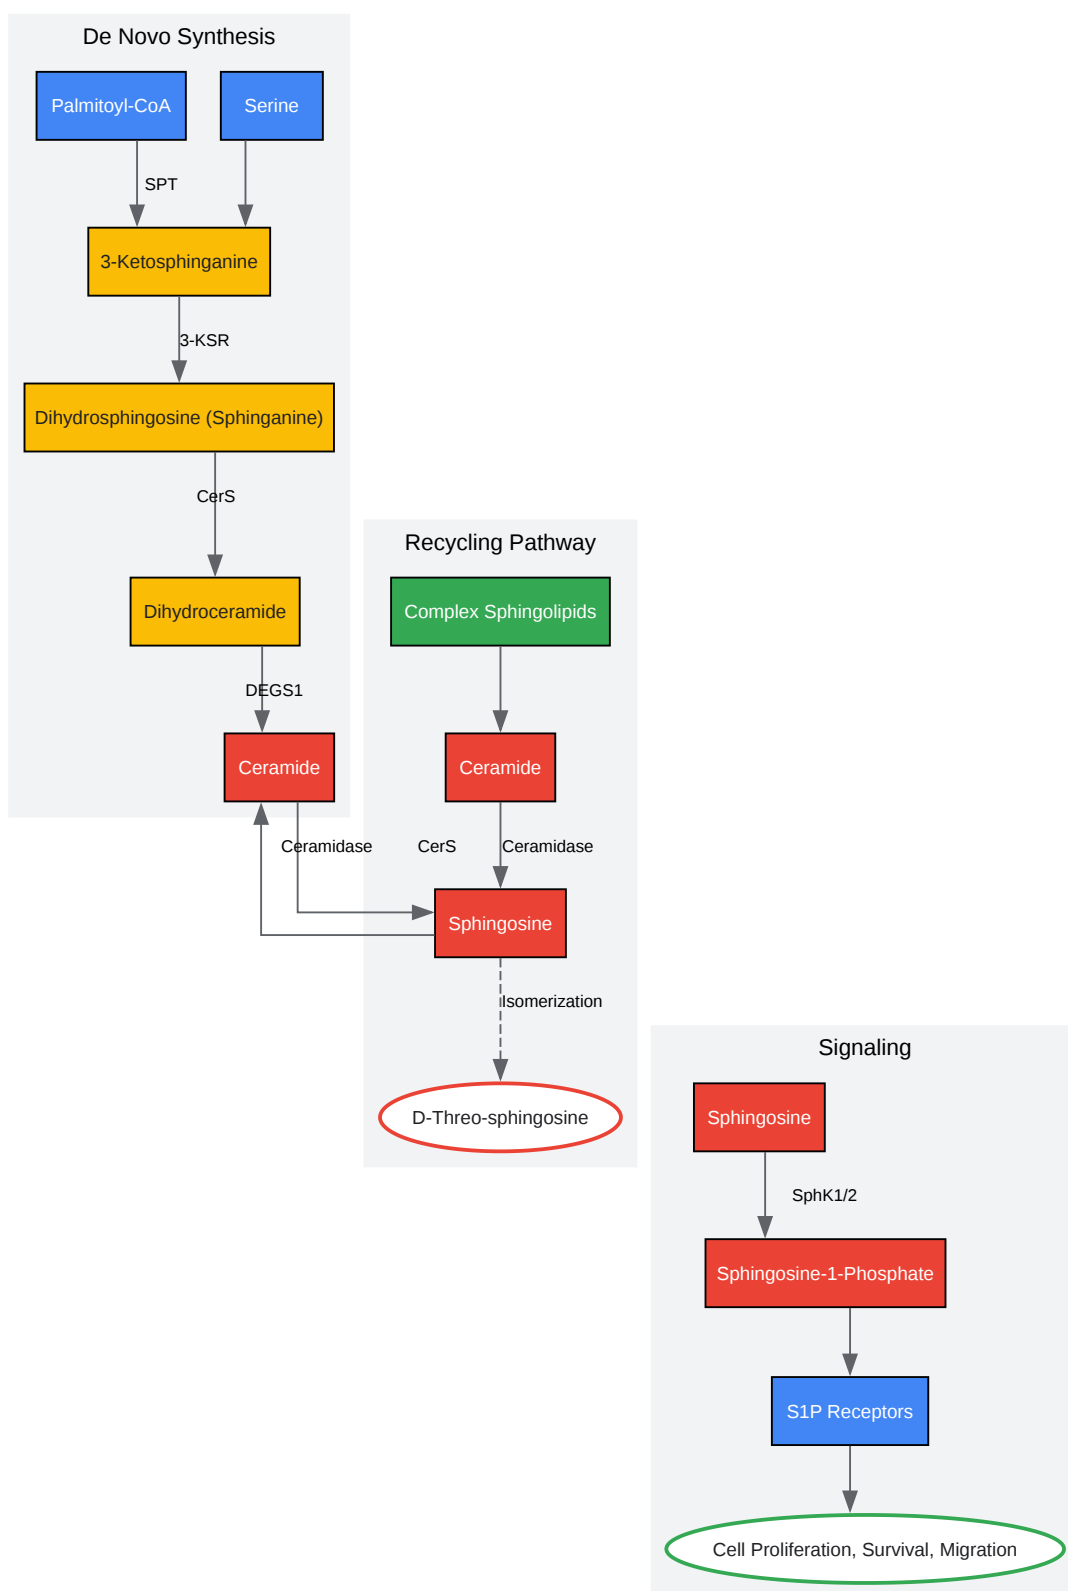 De Novo Synthesis
Palmitoyl-CoA
Serine
SPT
3-Ketosphinganine
3-KSR
Dihydrosphingosine (Sphinganine)
CerS
Dihydroceramide
DEGS1
Ceramide
Ceramidase
CerS
Recycling Pathway
Complex Sphingolipids
Ceramide
Ceramidase
Sphingosine
Isomerization
D-Threo-sphingosine
Signaling
Sphingosine
SphK1/2
Sphingosine-1-Phosphate
S1P Receptors
Cell Proliferation, Survival, Migration